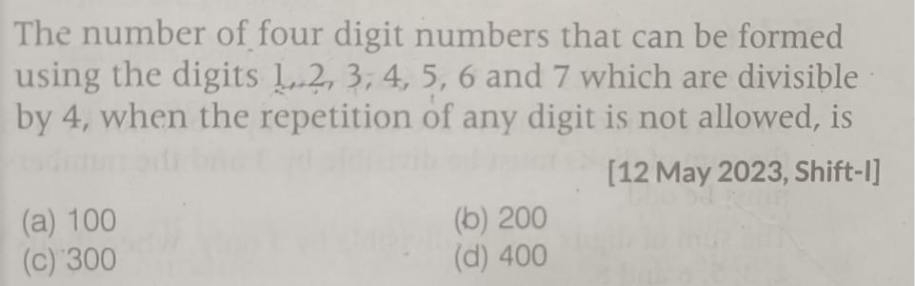 The number of four digit numbers that can be formed
using the digits 1, 2, 3, 4, 5, 6 and 7 which are divisible
by 4, when the repetition of any digit is not allowed, is
[12 May 2023, Shift-I]
(a) 100 (b) 200
(c) 300 (d) 400